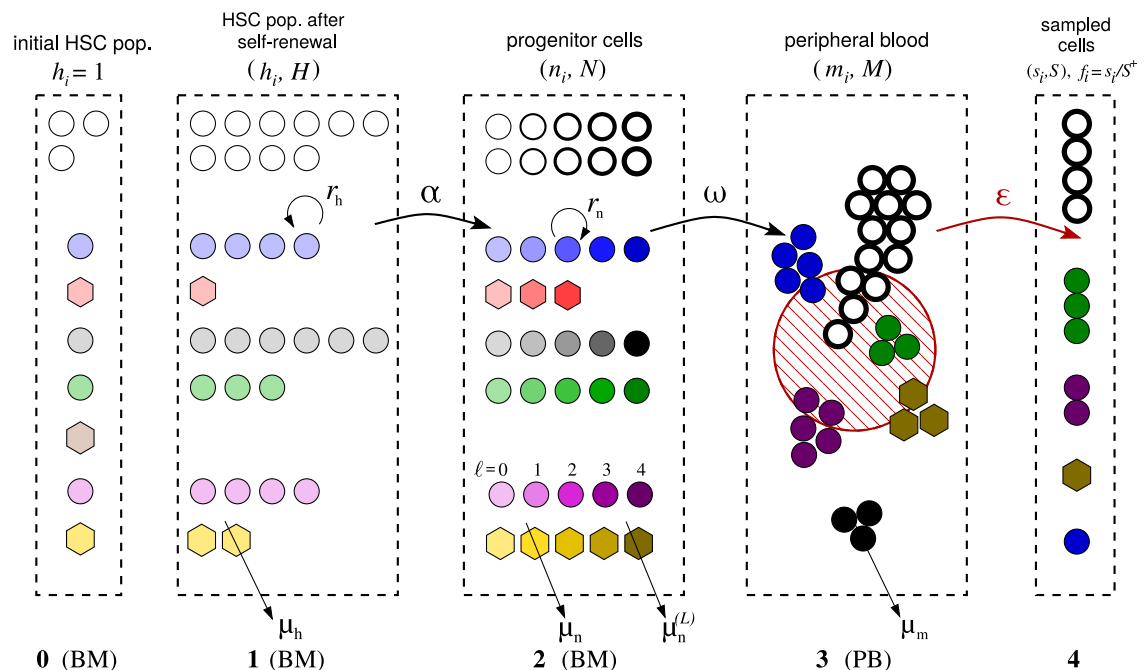 initial HSC pop.
h_i = 1
HSC pop. after
self-renewal
(h_i, H)
progenitor cells
(n_i, N)
peripheral blood
(m_i, M)
sampled
cells
(s_i, S), f_i = s_i/S^+
r_h
α
r_n
ω
ε
ℓ=0 1 2 3 4
μ_h
μ_n
μ_n^(L)
μ_m
0 (BM)
1 (BM)
2 (BM)
3 (PB)
4